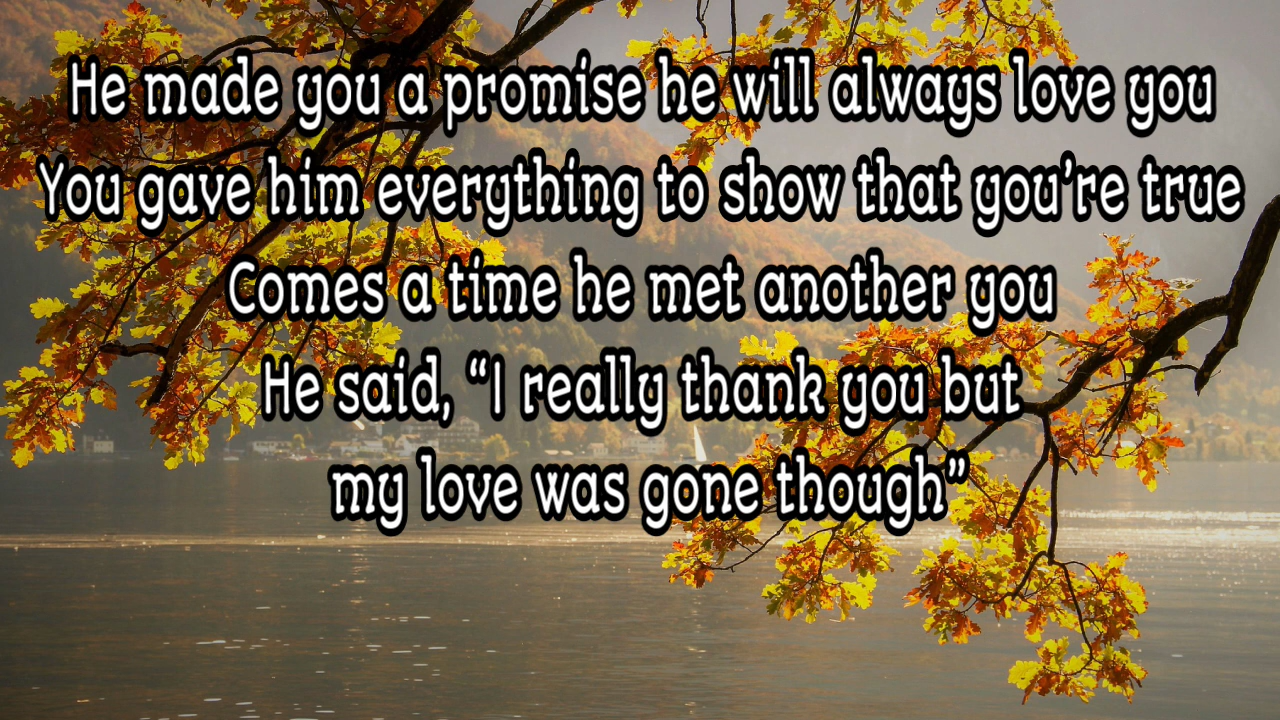 He made you a promise he will always love you
You gave him everything to show that you’re true
Comes a time he met another you
He said, “I really thank you but
my love was gone though”